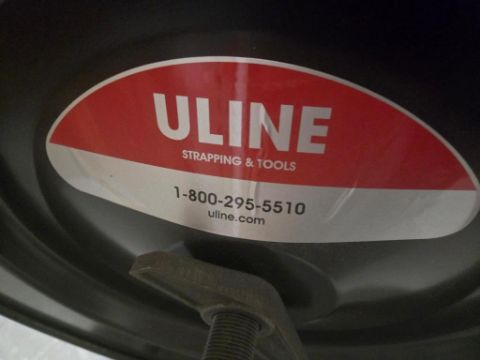 ULINE
STRAPPING & TOOLS
1-800-295-5510
uline.com